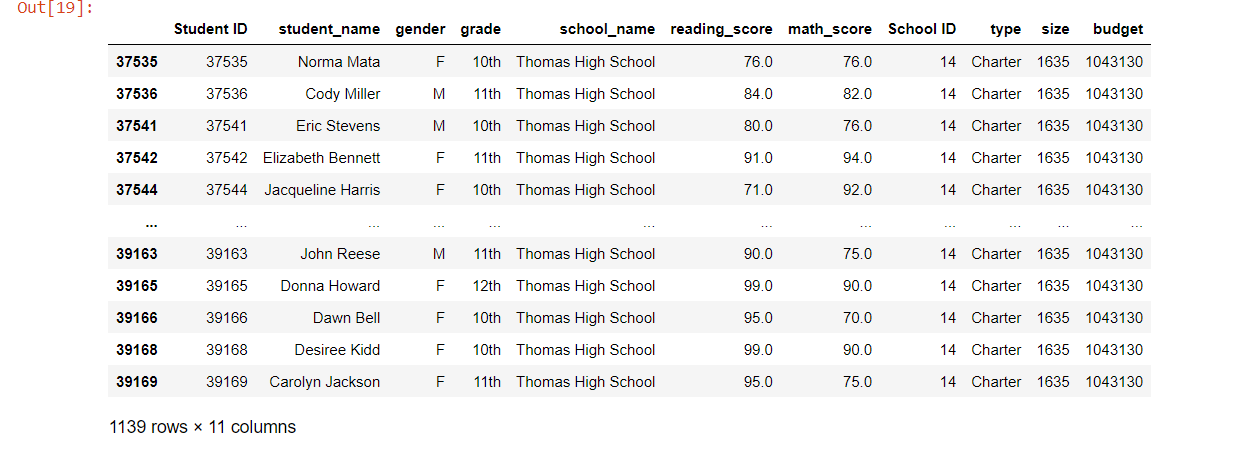 Out[19]:
Student ID student_name gender grade school_name reading_score math_score School ID type size budget
37535 37535 Norma Mata F 10th Thomas High School 76.0 76.0 14 Charter 1635 1043130
37536 37536 Cody Miller M 11th Thomas High School 84.0 82.0 14 Charter 1635 1043130
37541 37541 Eric Stevens M 10th Thomas High School 80.0 76.0 14 Charter 1635 1043130
37542 37542 Elizabeth Bennett F 11th Thomas High School 91.0 94.0 14 Charter 1635 1043130
37544 37544 Jacqueline Harris F 10th Thomas High School 71.0 92.0 14 Charter 1635 1043130
... ... ... ... ... ... ... ... ... ... ... ...
39163 39163 John Reese M 11th Thomas High School 90.0 75.0 14 Charter 1635 1043130
39165 39165 Donna Howard F 12th Thomas High School 99.0 90.0 14 Charter 1635 1043130
39166 39166 Dawn Bell F 10th Thomas High School 95.0 70.0 14 Charter 1635 1043130
39168 39168 Desiree Kidd F 10th Thomas High School 99.0 90.0 14 Charter 1635 1043130
39169 39169 Carolyn Jackson F 11th Thomas High School 95.0 75.0 14 Charter 1635 1043130
1139 rows × 11 columns